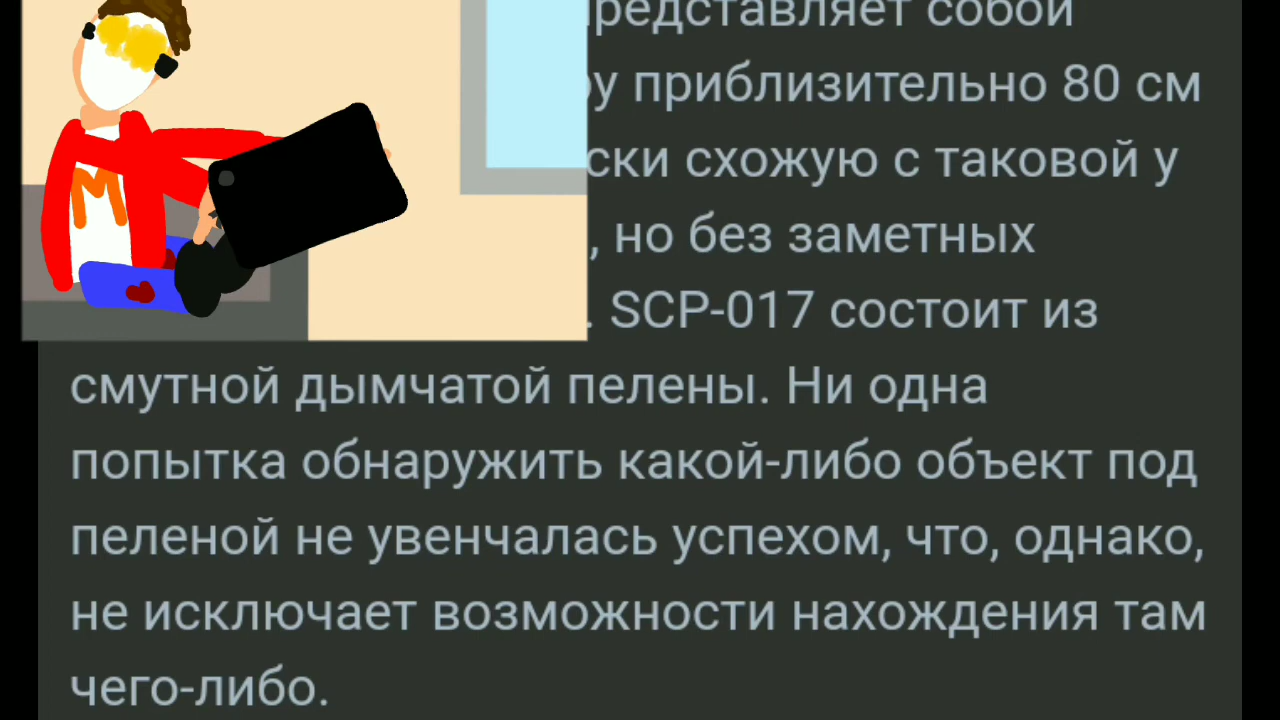 представляет собой
у приблизительно 80 см
ски схожую с таковой у
, но без заметных
. SCP-017 состоит из
смутной дымчатой пелены. Ни одна
попытка обнаружить какой-либо объект под
пеленой не увенчалась успехом, что, однако,
не исключает возможности нахождения там
чего-либо.
M